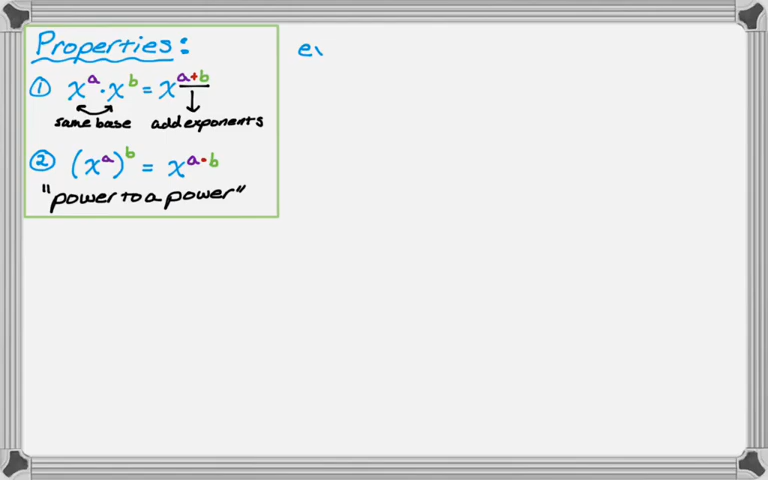 Properties:
① x^a · x^b = x^(a+b)
same base add exponents
② (x^a)^b = x^(a·b)
"power to a power"